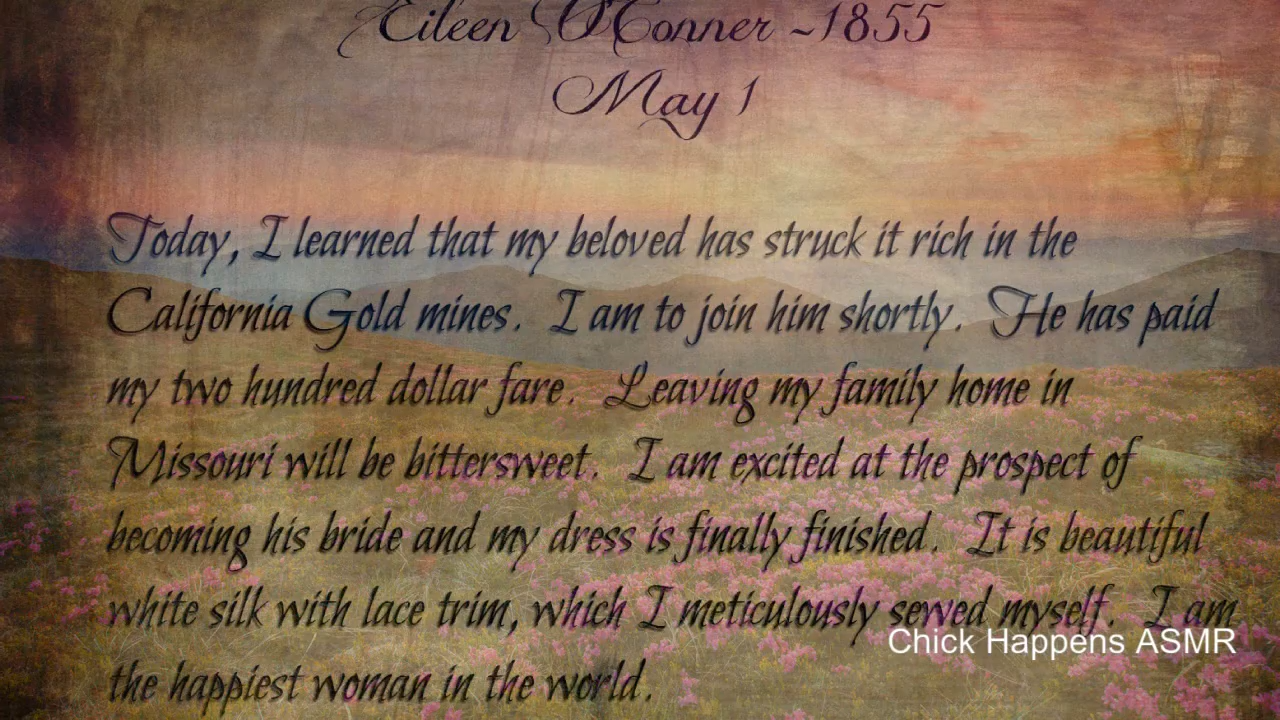 Eileen O'Conner ~1855
May 1
Today, I learned that my beloved has struck it rich in the
California Gold mines. I am to join him shortly. He has paid
my two hundred dollar fare. Leaving my family home in
Missouri will be bittersweet. I am excited at the prospect of
becoming his bride and my dress is finally finished. It is beautiful
white silk with lace trim, which I meticulously sewed myself. I am
the happiest woman in the world.
Chick Happens ASMR